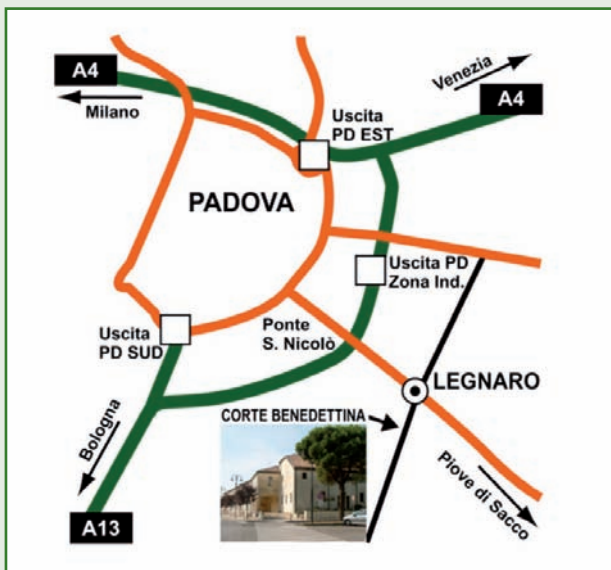 A4
Milano
Uscita
PD EST
Venezia
A4
PADOVA
Uscita PD
Zona Ind.
Uscita
PD SUD
Ponte
S. Nicolò
LEGNARO
CORTE BENEDETTINA
Bologna
Piove di Sacco
A13